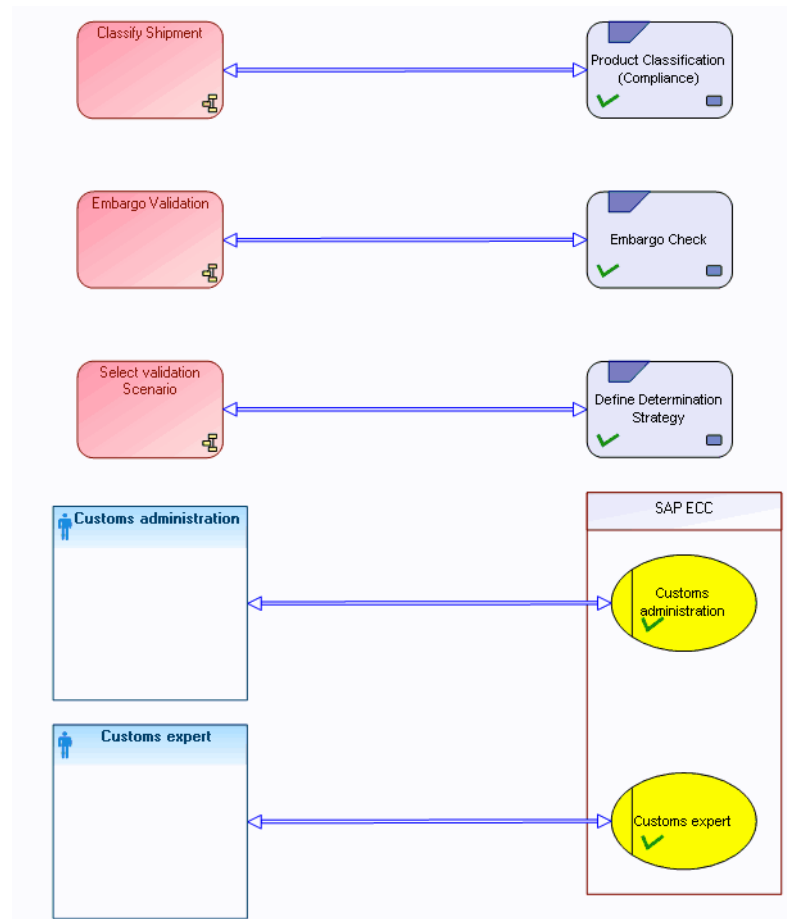 Classify Shipment
Product Classification
(Compliance)
Embargo Validation
Embargo Check
Select validation
Scenario
Define Determination
Strategy
Customs administration
SAP ECC
Customs
administration
Customs expert
Customs expert